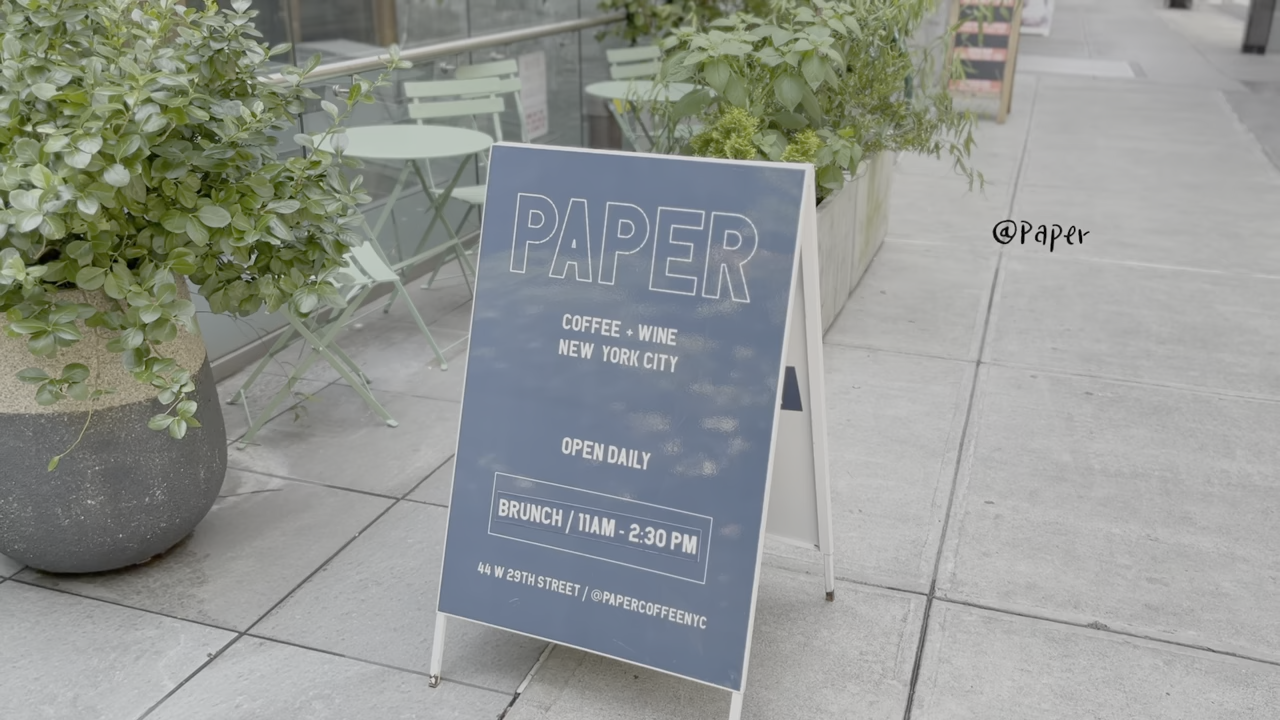 PAPER
COFFEE + WINE
NEW YORK CITY
OPEN DAILY
BRUNCH / 11AM - 2:30 PM
44 W 29TH STREET / @PAPERCOFFEENYC
@Paper